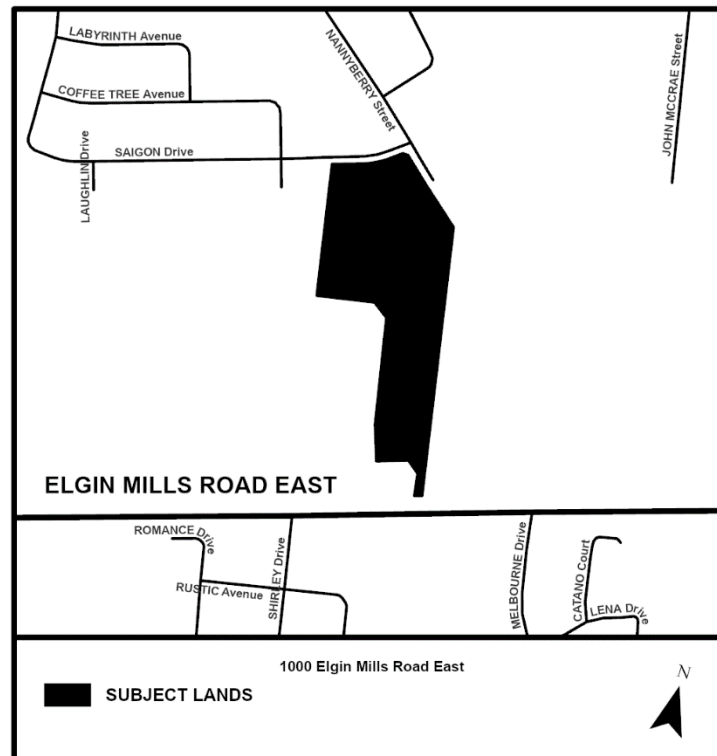 LABYRINTH Avenue
NANNYBERRY Street
JOHN MCCRAE Street
COFFEE TREE Avenue
LAUGHLIN Drive
SAIGON Drive
ELGIN MILLS ROAD EAST
ROMANCE Drive
SHIRLEY Drive
MELBOURNE Drive
CATANO Court
RUSTIC Avenue
LENA Drive
1000 Elgin Mills Road East
N
SUBJECT LANDS